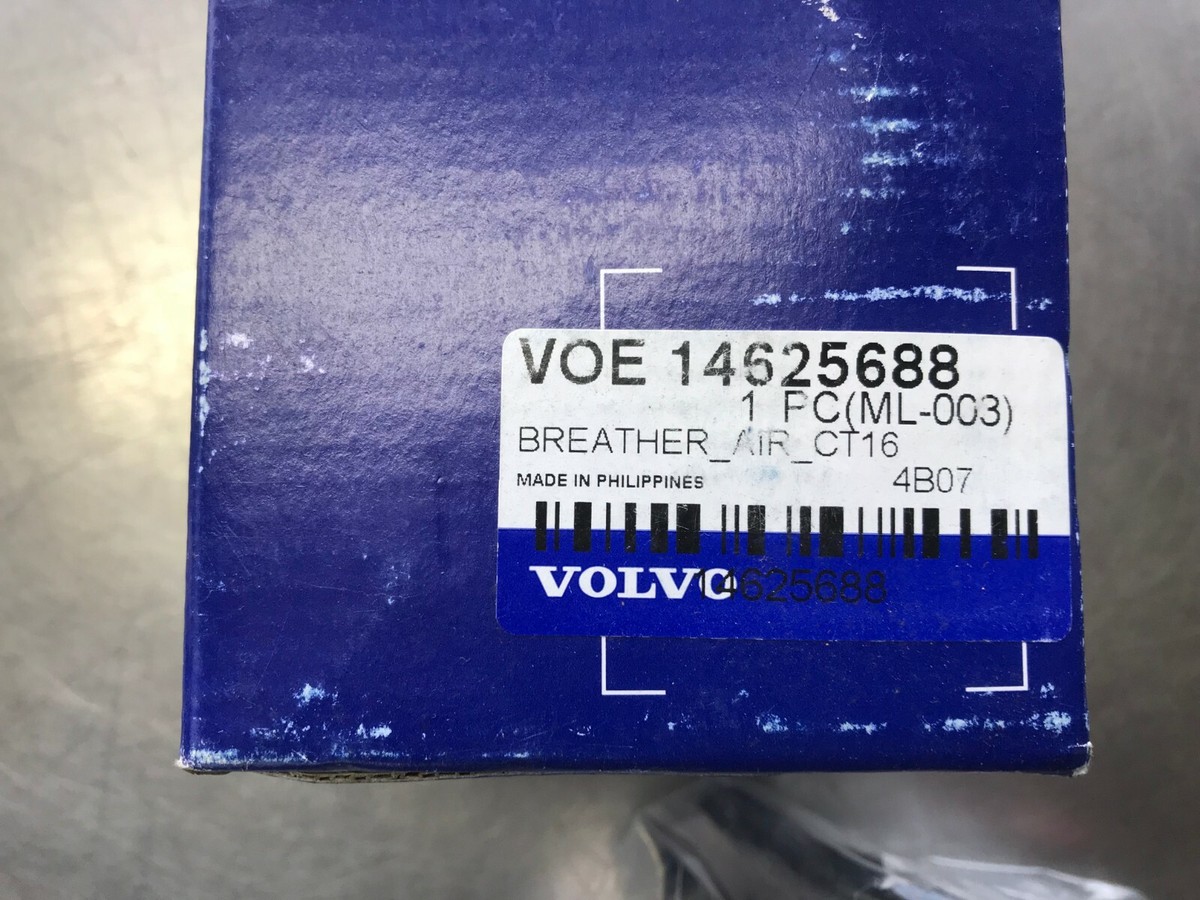 VOE 14625688
1 PC(ML-003)
BREATHER_AIR_CT16
MADE IN PHILIPPINES 4B07
VOLVO 14625688